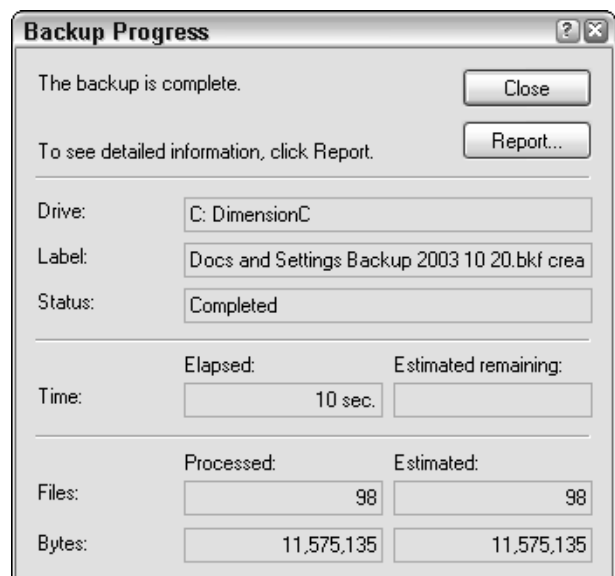 Backup Progress
The backup is complete.
Close
To see detailed information, click Report.
Report...
Drive: C: DimensionC
Label: Docs and Settings Backup 2003 10 20.bkf crea
Status: Completed
Elapsed: Estimated remaining:
Time: 10 sec.
Processed: Estimated:
Files: 98 98
Bytes: 11,575,135 11,575,135